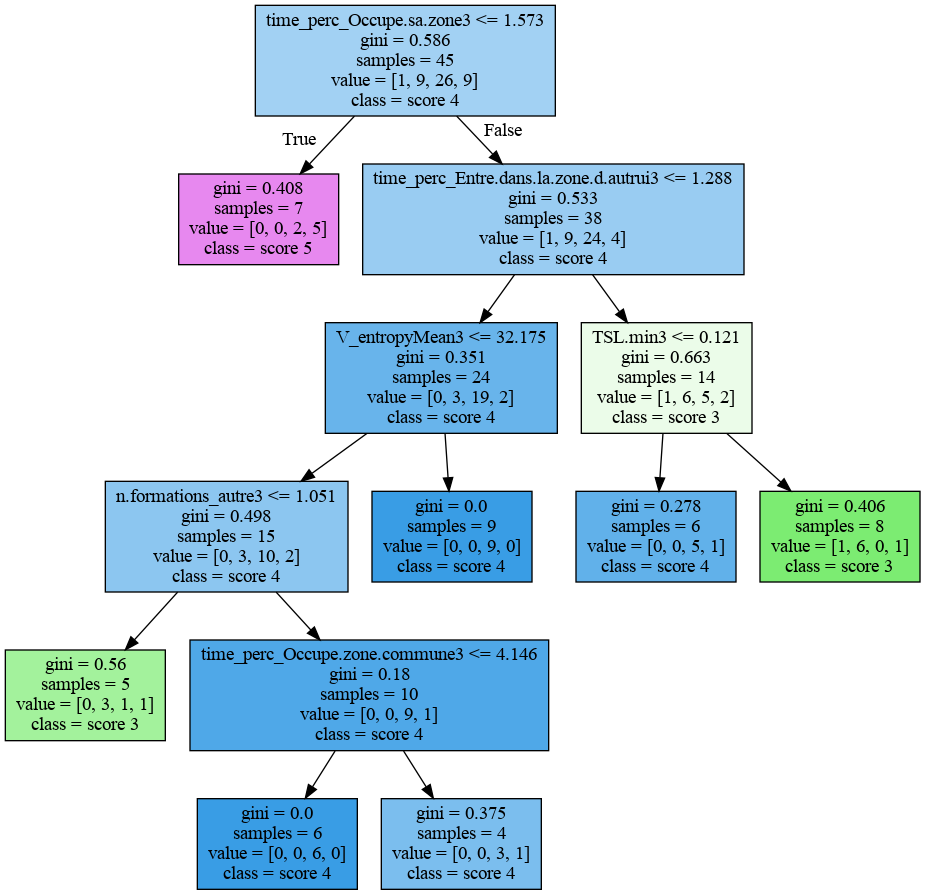 time_perc_Occupe.sa.zone3 <= 1.573
gini = 0.586
samples = 45
value = [1, 9, 26, 9]
class = score 4
True
False
gini = 0.408
samples = 7
value = [0, 0, 2, 5]
class = score 5
time_perc_Entre.dans.la.zone.d.autrui3 <= 1.288
gini = 0.533
samples = 38
value = [1, 9, 24, 4]
class = score 4
V_entropyMean3 <= 32.175
gini = 0.351
samples = 24
value = [0, 3, 19, 2]
class = score 4
TSL.min3 <= 0.121
gini = 0.663
samples = 14
value = [1, 6, 5, 2]
class = score 3
n.formations_autre3 <= 1.051
gini = 0.498
samples = 15
value = [0, 3, 10, 2]
class = score 4
gini = 0.0
samples = 9
value = [0, 0, 9, 0]
class = score 4
gini = 0.278
samples = 6
value = [0, 0, 5, 1]
class = score 4
gini = 0.406
samples = 8
value = [1, 6, 0, 1]
class = score 3
gini = 0.56
samples = 5
value = [0, 3, 1, 1]
class = score 3
time_perc_Occupe.zone.commune3 <= 4.146
gini = 0.18
samples = 10
value = [0, 0, 9, 1]
class = score 4
gini = 0.0
samples = 6
value = [0, 0, 6, 0]
class = score 4
gini = 0.375
samples = 4
value = [0, 0, 3, 1]
class = score 4